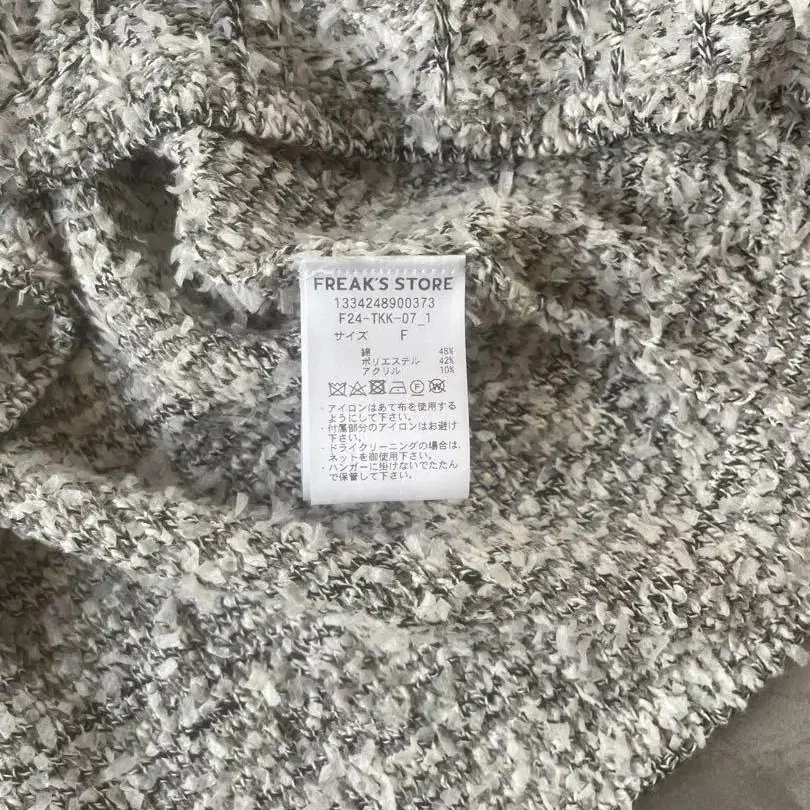 FREAK'S STORE
1334248900373
F24-TKK-07_1
サイズ F
綿 48%
ポリエステル 42%
アクリル 10%
・アイロンはあて布を使用する
ようにして下さい。
・付属部分のアイロンはお避け
下さい。
・ドライクリーニングの場合は、
ネットを御使用下さい。
・ハンガーに掛けないでたたん
で保管して下さい。